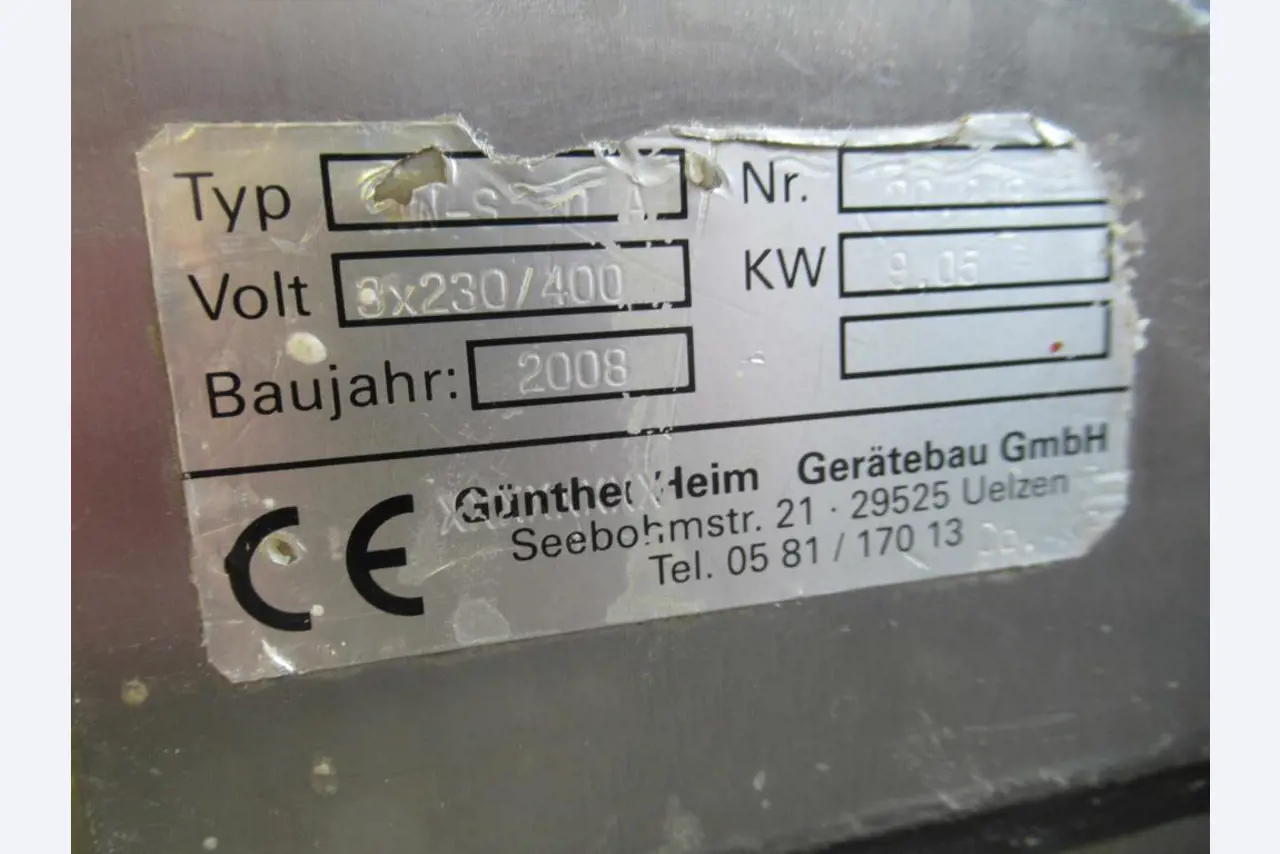 Typ
Nr.
Volt 3x230/400 KW 9.05
Baujahr: 2008
Günther Heim Gerätebau GmbH
Seebohmstr. 21 · 29525 Uelzen
Tel. 05 81 / 170 13
CE